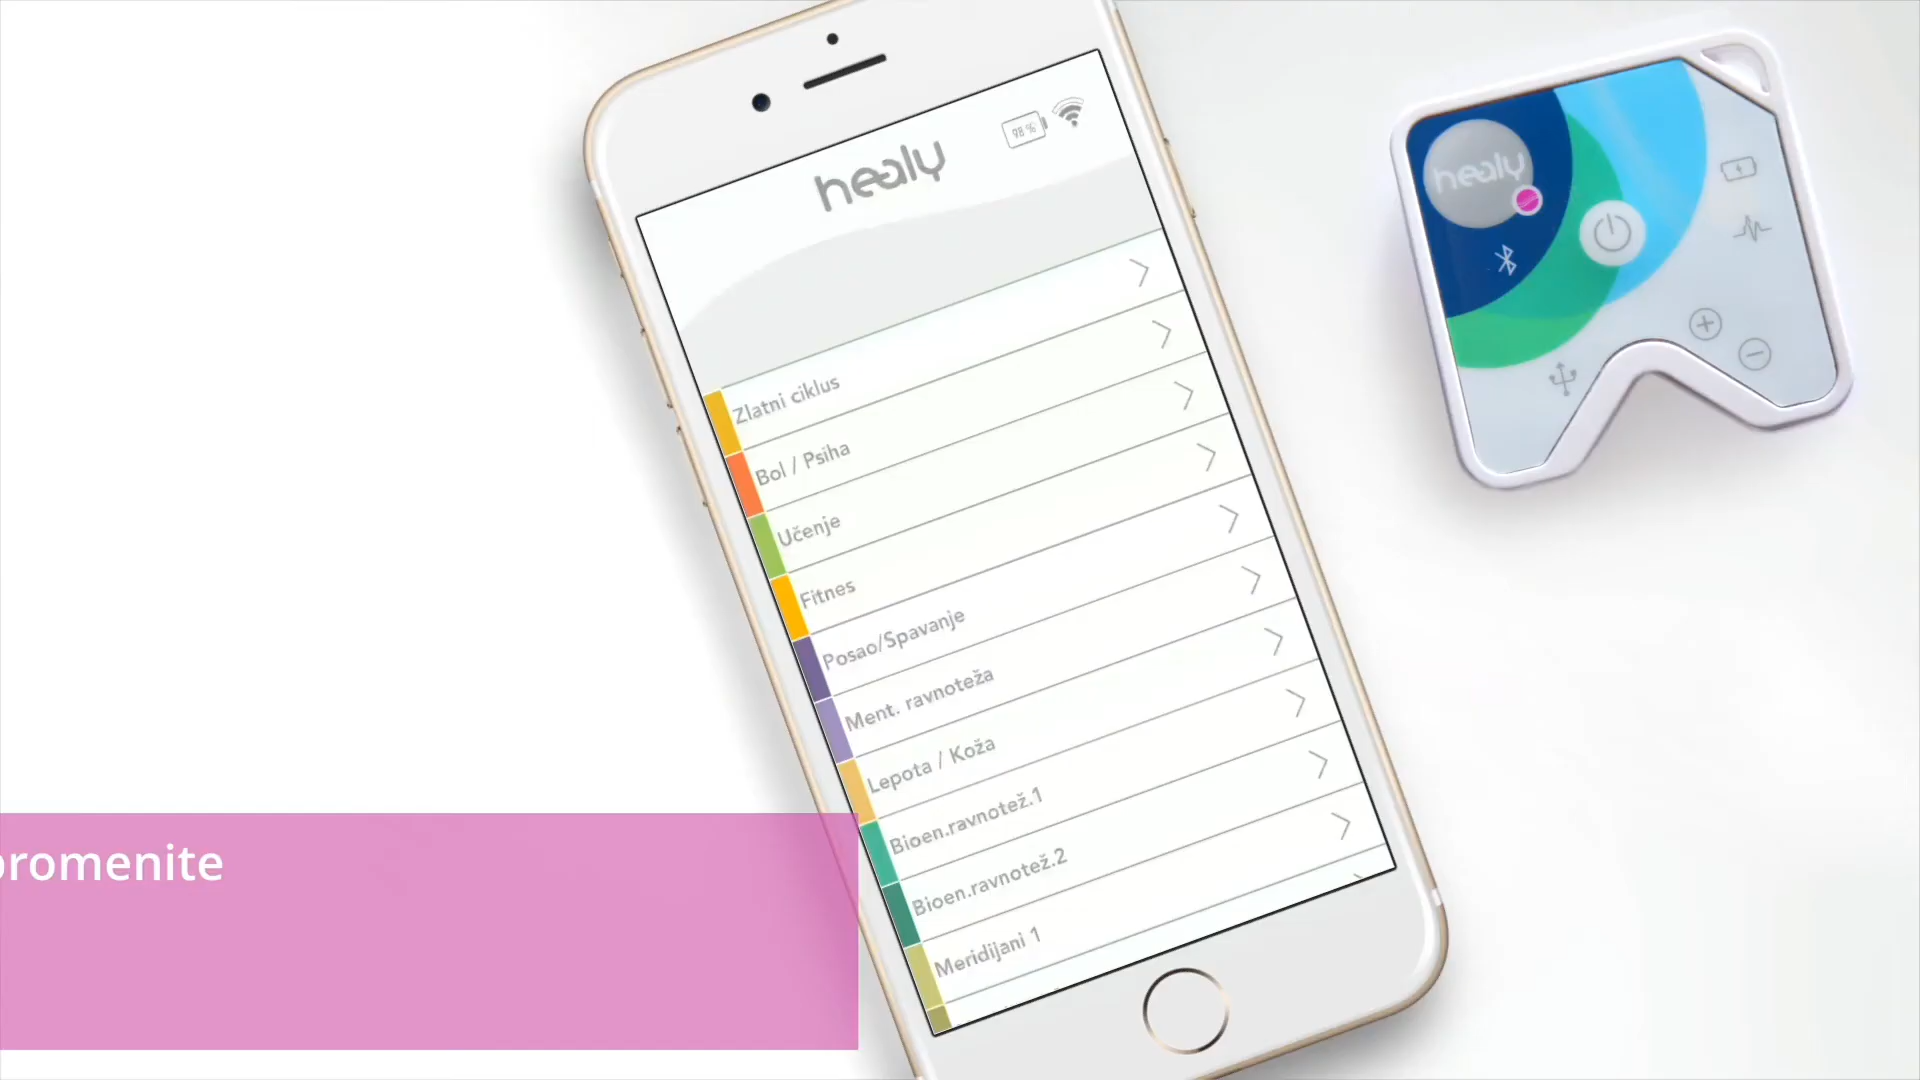 98 %
healy
healy
Zlatni ciklus
Bol / Psiha
Učenje
Fitnes
Posao/Spavanje
Ment. ravnoteža
Lepota / Koža
Bioen.ravnotež.1
Bioen.ravnotež.2
Meridijani 1
promenite